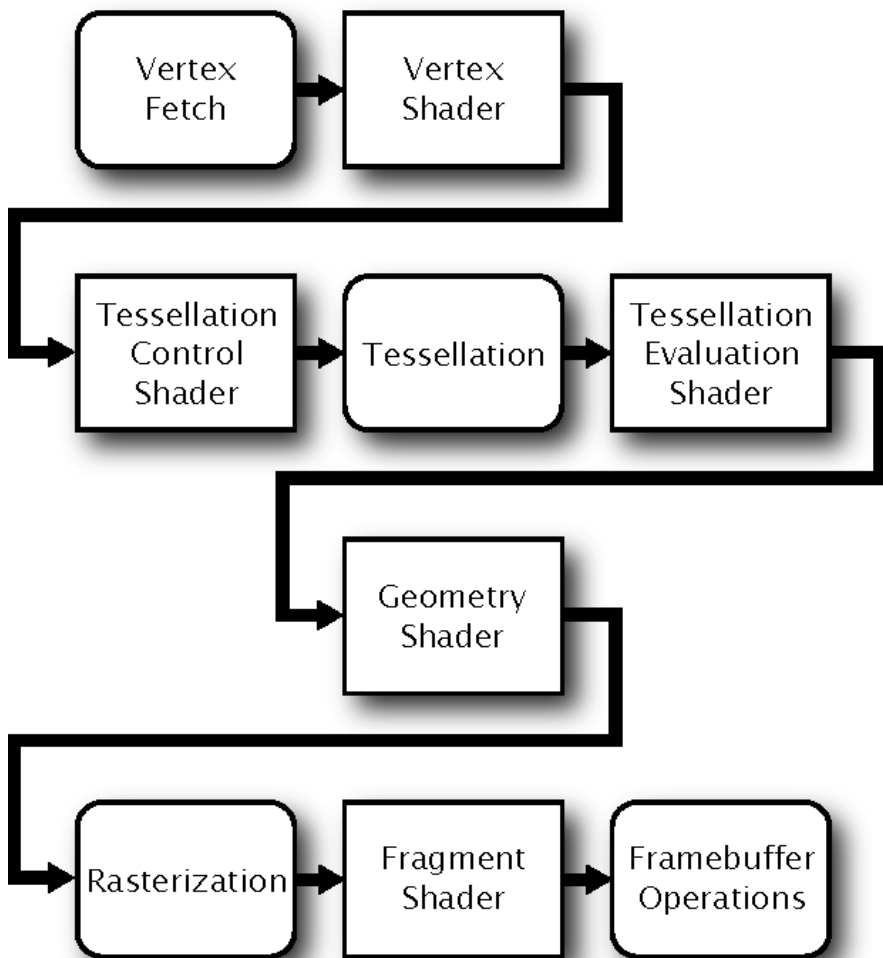 Vertex
Fetch
Vertex
Shader
Tessellation
Control
Shader
Tessellation
Tessellation
Evaluation
Shader
Geometry
Shader
Rasterization
Fragment
Shader
Framebuffer
Operations